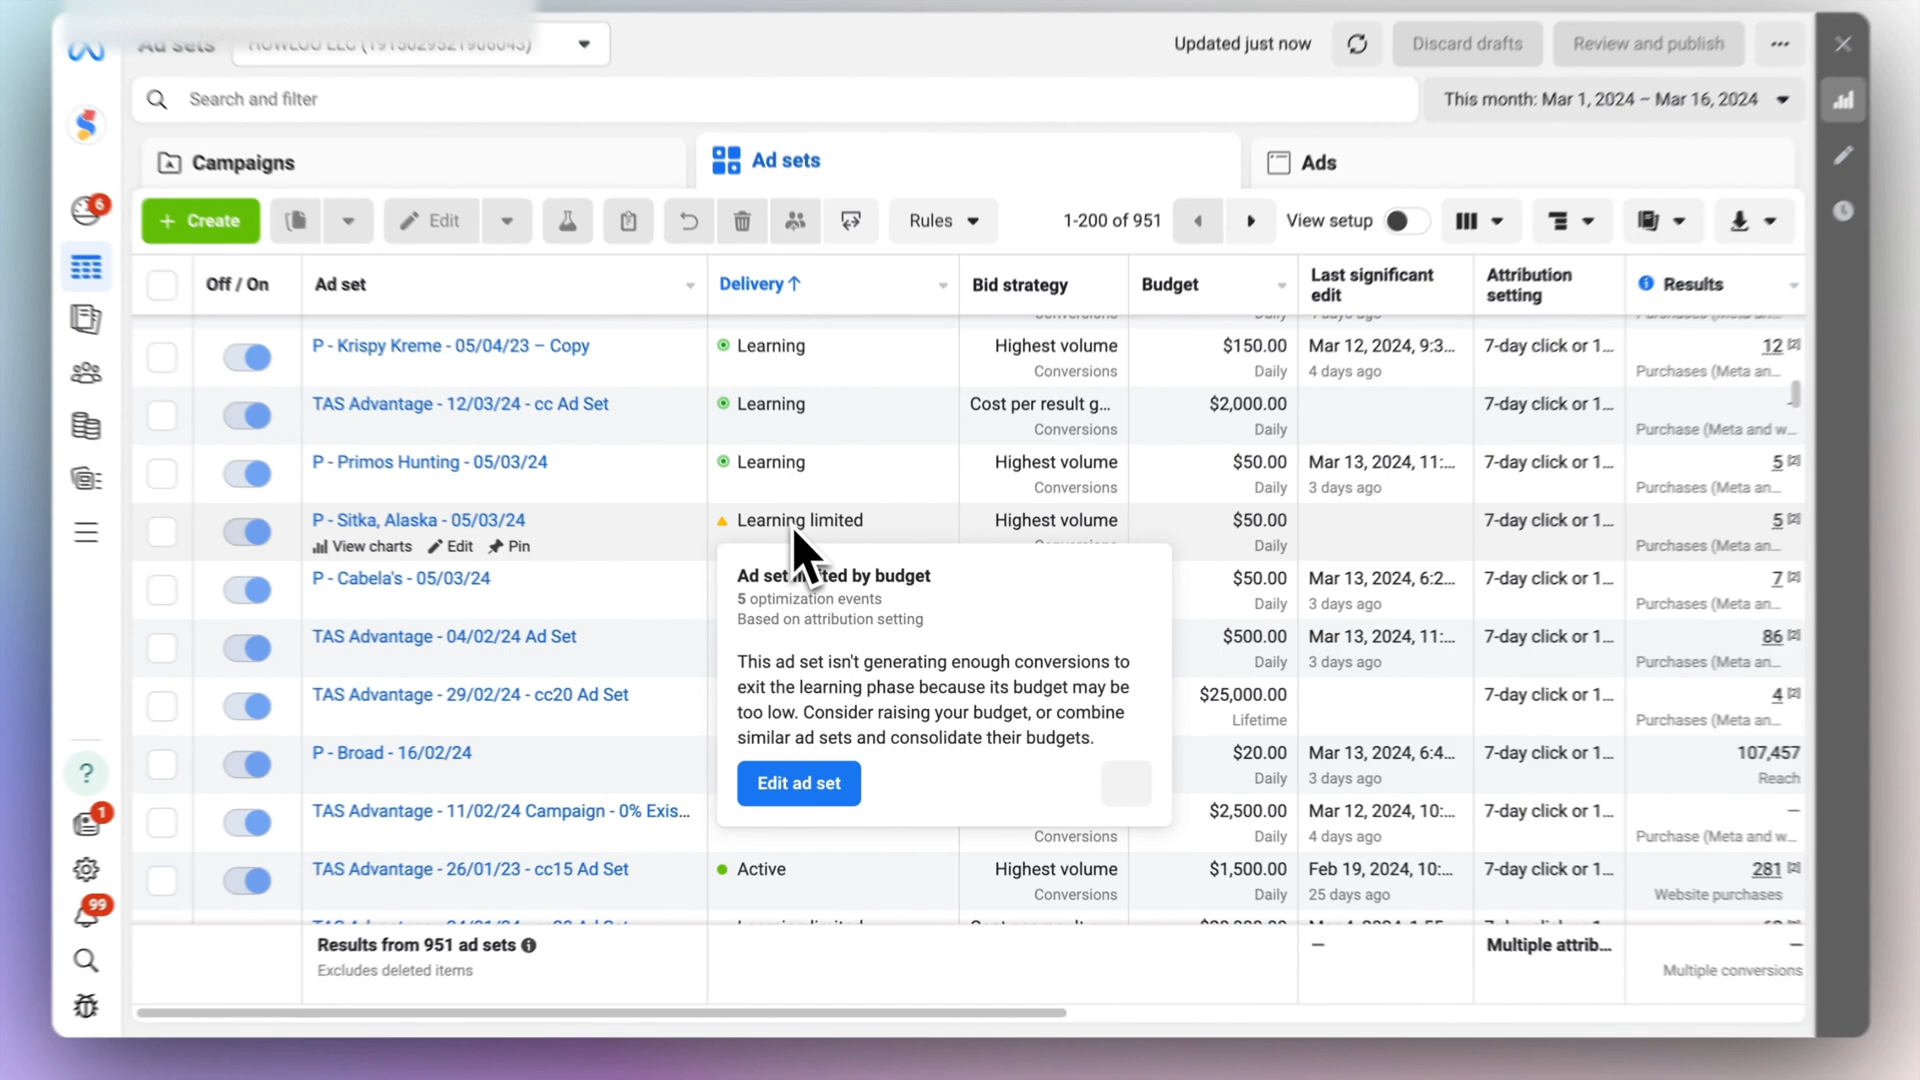 Ad sets
Updated just now
Discard drafts
Review and publish
Search and filter
This month: Mar 1, 2024 – Mar 16, 2024
Campaigns
Ad sets
Ads
+ Create
Edit
Rules
1-200 of 951
View setup
Off / On
Ad set
Delivery ↑
Bid strategy
Budget
Last significant edit
Attribution setting
Results
P - Krispy Kreme - 05/04/23 – Copy
Learning
Highest volume
Conversions
$150.00
Daily
Mar 12, 2024, 9:3...
4 days ago
7-day click or 1...
12 [2]
Purchases (Meta an...
TAS Advantage - 12/03/24 - cc Ad Set
Learning
Cost per result g...
Conversions
$2,000.00
Daily
7-day click or 1...
Purchase (Meta and w...
P - Primos Hunting - 05/03/24
Learning
Highest volume
Conversions
$50.00
Daily
Mar 13, 2024, 11:...
3 days ago
7-day click or 1...
5 [2]
Purchases (Meta an...
P - Sitka, Alaska - 05/03/24
View charts
Edit
Pin
Learning limited
Highest volume
$50.00
Daily
7-day click or 1...
5 [2]
Purchases (Meta an...
Ad set by budget
5 optimization events
Based on attribution setting
This ad set isn't generating enough conversions to
exit the learning phase because its budget may be
too low. Consider raising your budget, or combine
similar ad sets and consolidate their budgets.
Edit ad set
P - Cabela's - 05/03/24
$50.00
Daily
Mar 13, 2024, 6:2...
3 days ago
7-day click or 1...
7 [2]
Purchases (Meta an...
TAS Advantage - 04/02/24 Ad Set
$500.00
Daily
Mar 13, 2024, 11:...
3 days ago
7-day click or 1...
86 [2]
Purchases (Meta an...
TAS Advantage - 29/02/24 - cc20 Ad Set
$25,000.00
Lifetime
7-day click or 1...
4 [2]
Purchases (Meta an...
P - Broad - 16/02/24
$20.00
Daily
Mar 13, 2024, 6:4...
3 days ago
7-day click or 1...
107,457
Reach
TAS Advantage - 11/02/24 Campaign - 0% Exis...
Conversions
$2,500.00
Daily
Mar 12, 2024, 10:...
4 days ago
7-day click or 1...
—
Purchase (Meta and w...
TAS Advantage - 26/01/23 - cc15 Ad Set
Active
Highest volume
Conversions
$1,500.00
Daily
Feb 19, 2024, 10:...
25 days ago
7-day click or 1...
281 [2]
Website purchases
Results from 951 ad sets
Excludes deleted items
—
Multiple attrib...
—
Multiple conversions
6
?
1
99